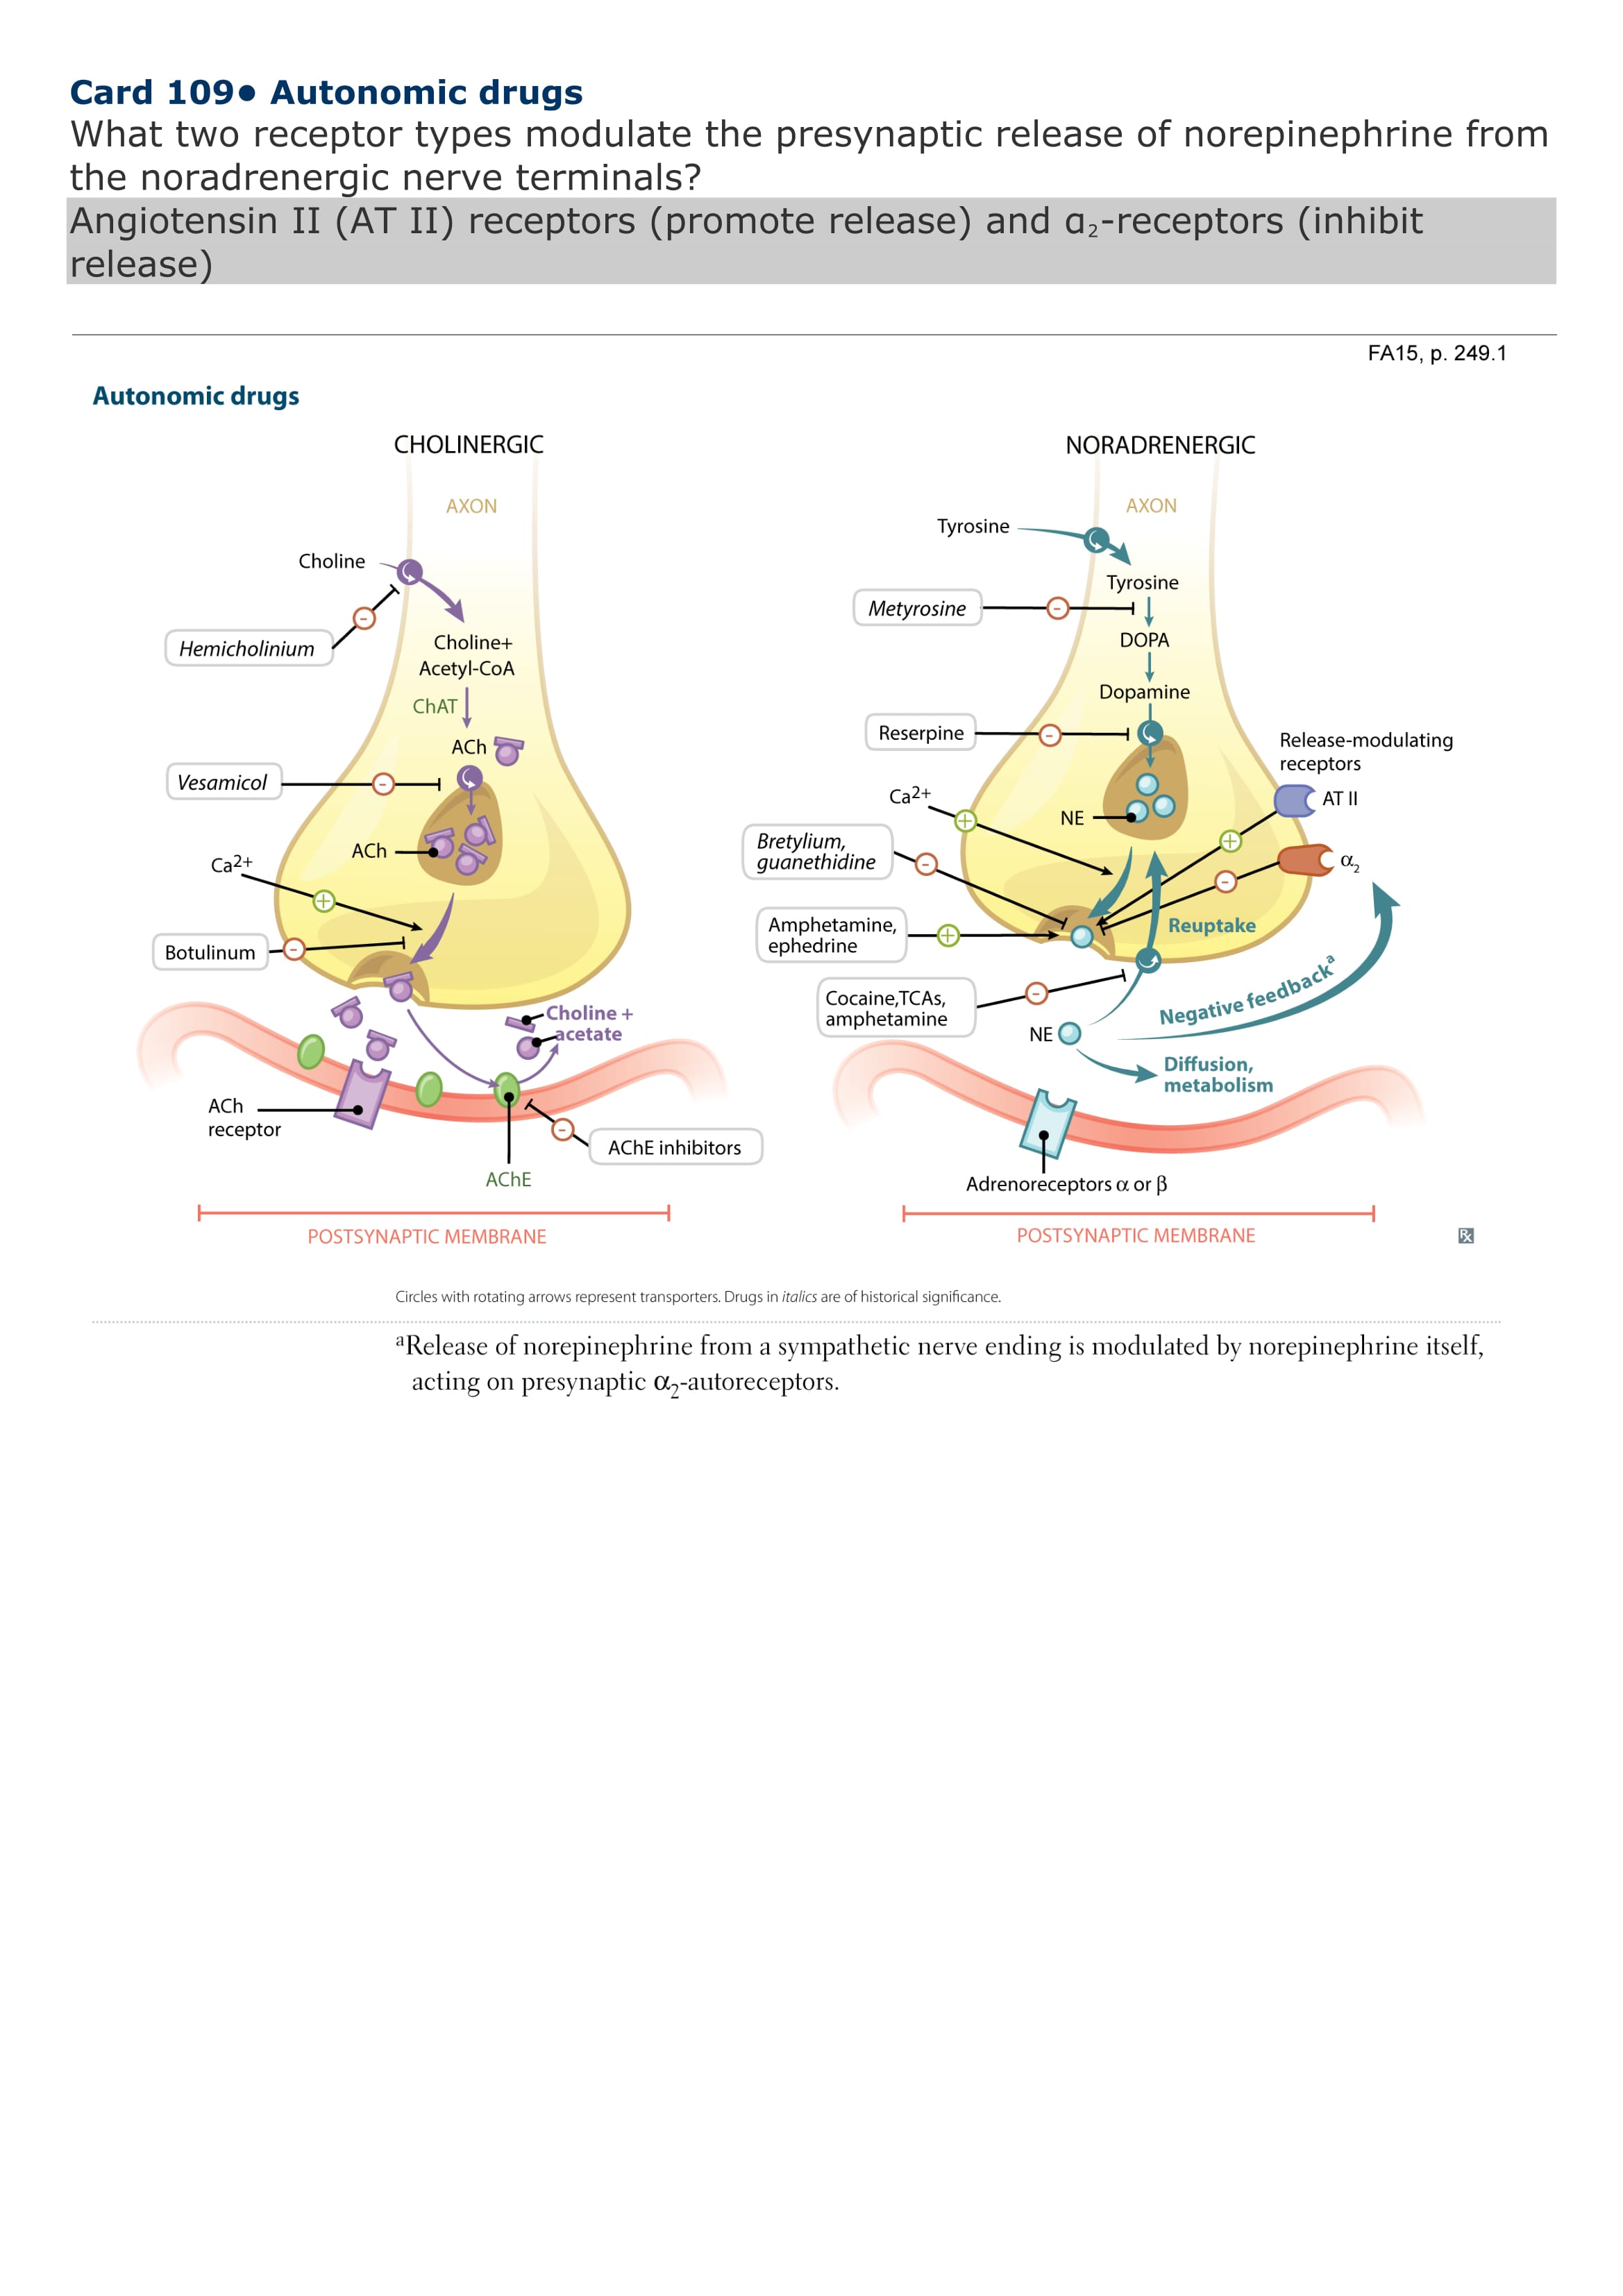 Card 109● Autonomic drugs
What two receptor types modulate the presynaptic release of norepinephrine from
the noradrenergic nerve terminals?
Angiotensin II (AT II) receptors (promote release) and α₂-receptors (inhibit
release)
FA15, p. 249.1
Autonomic drugs
CHOLINERGIC
AXON
Choline
Hemicholinium
Choline+
Acetyl-CoA
ChAT
ACh
Vesamicol
ACh
Ca2+
Botulinum
Choline +
acetate
ACh
receptor
AChE inhibitors
AChE
POSTSYNAPTIC MEMBRANE
NORADRENERGIC
AXON
Tyrosine
Tyrosine
Metyrosine
DOPA
Dopamine
Reserpine
Release-modulating
receptors
AT II
Ca2+
NE
Bretylium,
guanethidine
α₂
Amphetamine,
ephedrine
Reuptake
Cocaine,TCAs,
amphetamine
Negative feedbackᵃ
NE
Diffusion,
metabolism
Adrenoreceptors α or β
POSTSYNAPTIC MEMBRANE
Rx
Circles with rotating arrows represent transporters. Drugs in italics are of historical significance.
ᵃRelease of norepinephrine from a sympathetic nerve ending is modulated by norepinephrine itself,
acting on presynaptic α₂-autoreceptors.